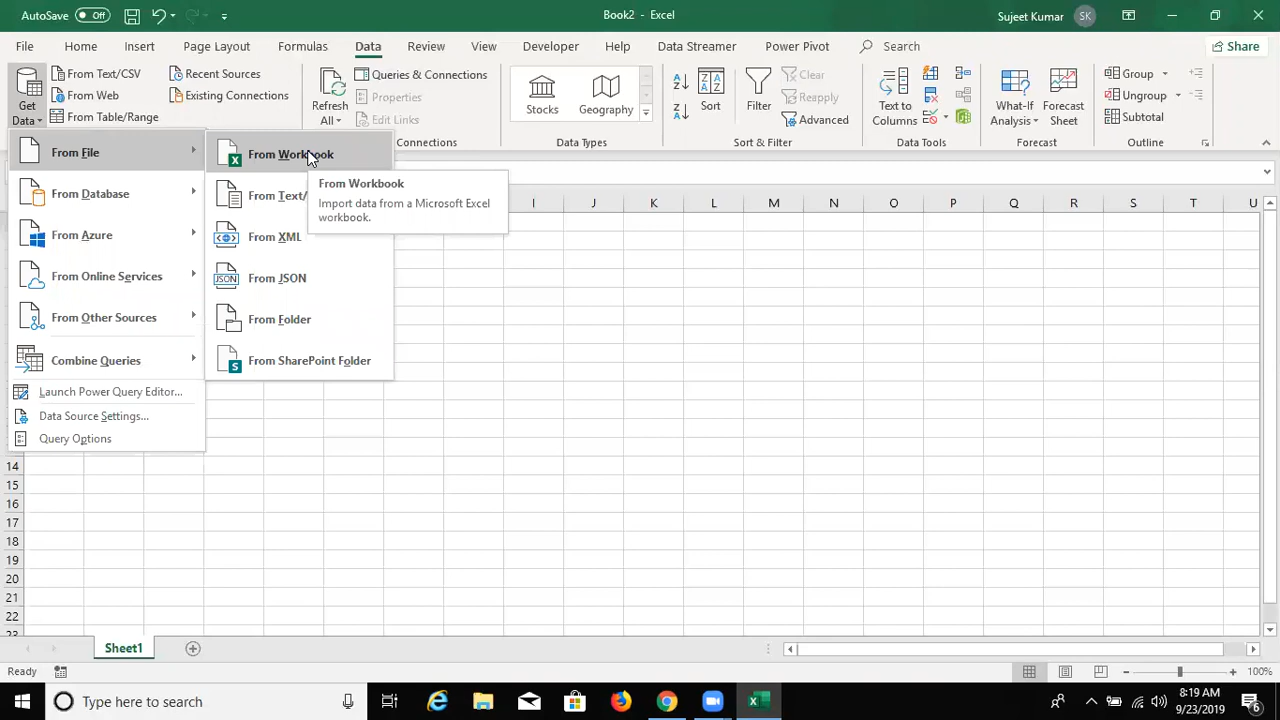 AutoSave Off
Book2 - Excel
Sujeet Kumar SK
File Home Insert Page Layout Formulas Data Review View Developer Help Data Streamer Power Pivot Search Share
Get Data
From Text/CSV
From Web
From Table/Range
Recent Sources
Existing Connections
Refresh All
Queries & Connections
Properties
Edit Links
Stocks
Geography
Sort
Filter
Clear
Reapply
Advanced
Text to Columns
What-If Analysis
Forecast Sheet
Group
Ungroup
Subtotal
Connections
Data Types
Sort & Filter
Data Tools
Forecast
Outline
From File
From Database
From Azure
From Online Services
From Other Sources
Combine Queries
Launch Power Query Editor...
Data Source Settings...
Query Options
From Workbook
From Text/
From XML
JSON
From JSON
From Folder
From SharePoint Folder
From Workbook
Import data from a Microsoft Excel
workbook.
I J K L M N O P Q R S T U
14
15
16
17
18
19
20
21
22
23
Sheet1
Ready
100%
Type here to search
8:19 AM
9/23/2019
6